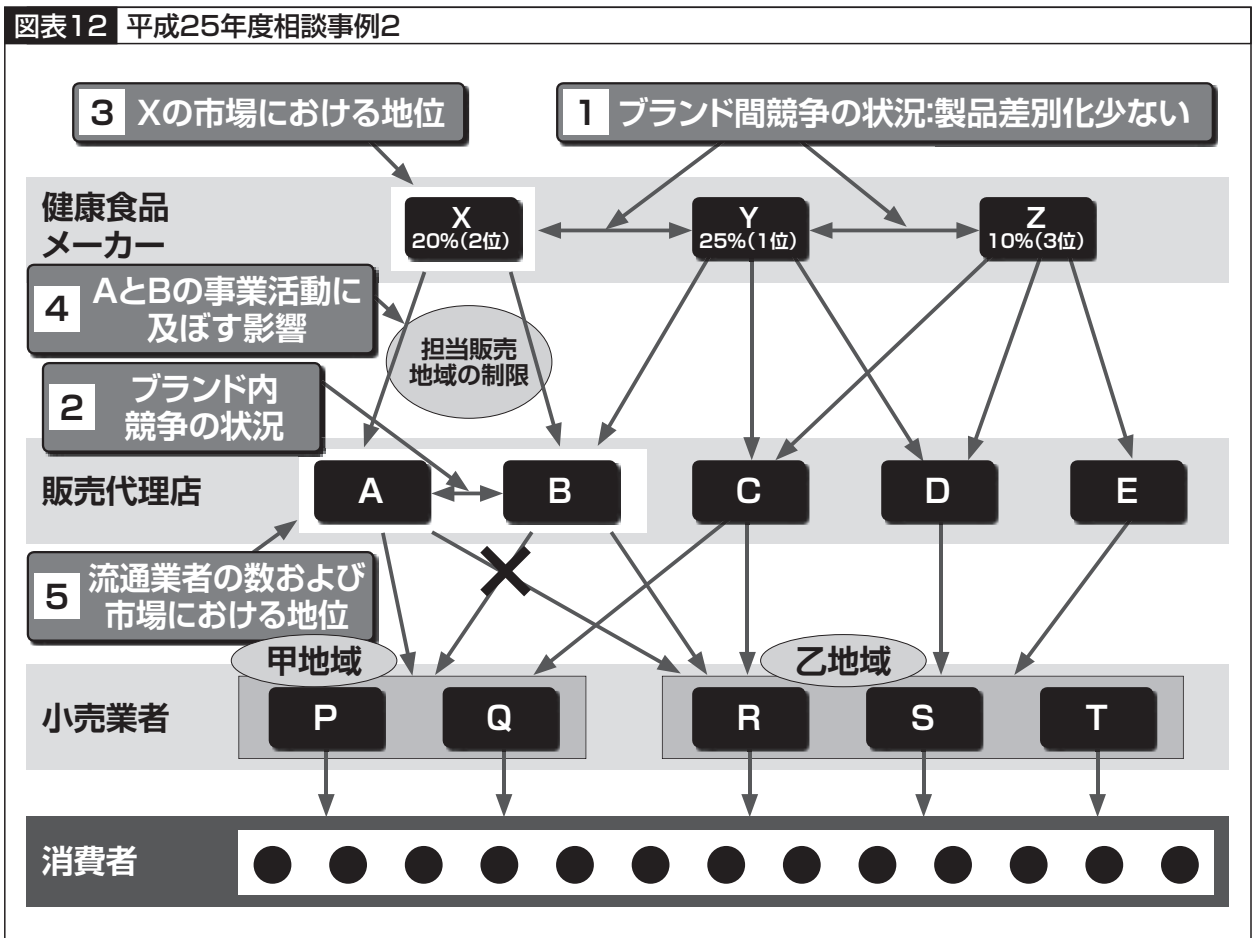 図表12 平成25年度相談事例2
3 Xの市場における地位
1 ブランド間競争の状況:製品差別化少ない
健康食品
メーカー
X
20%(2位)
Y
25%(1位)
Z
10%(3位)
4 AとBの事業活動に
及ぼす影響
担当販売
地域の制限
2 ブランド内
競争の状況
販売代理店
A
B
C
D
E
5 流通業者の数および
市場における地位
甲地域
乙地域
小売業者
P
Q
R
S
T
消費者